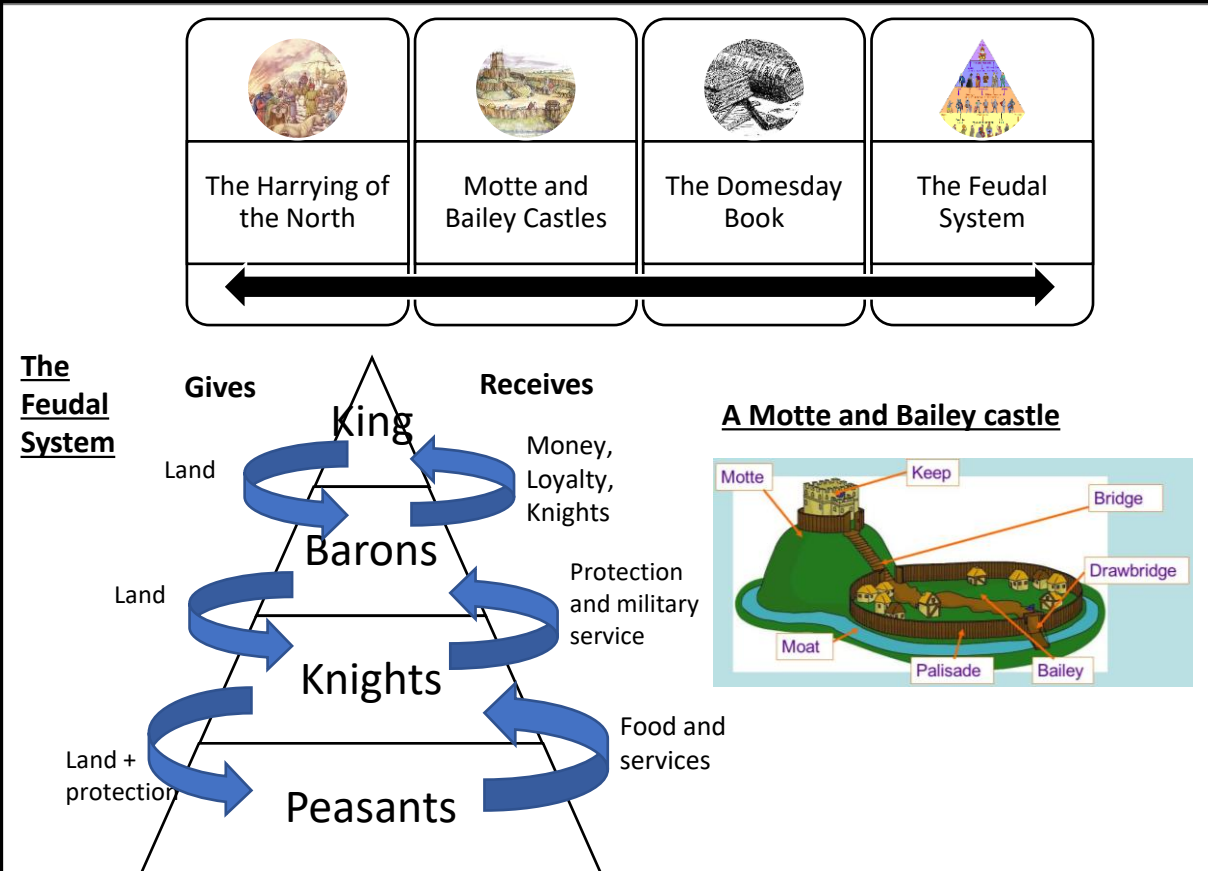 The Harrying of
the North
Motte and
Bailey Castles
The Domesday
Book
The Feudal
System
The
Feudal
System
Gives
Receives
King
Land
Money,
Loyalty,
Knights
Barons
Land
Protection
and military
service
Knights
Land +
protection
Food and
services
Peasants
A Motte and Bailey castle
Motte
Keep
Bridge
Drawbridge
Moat
Palisade
Bailey